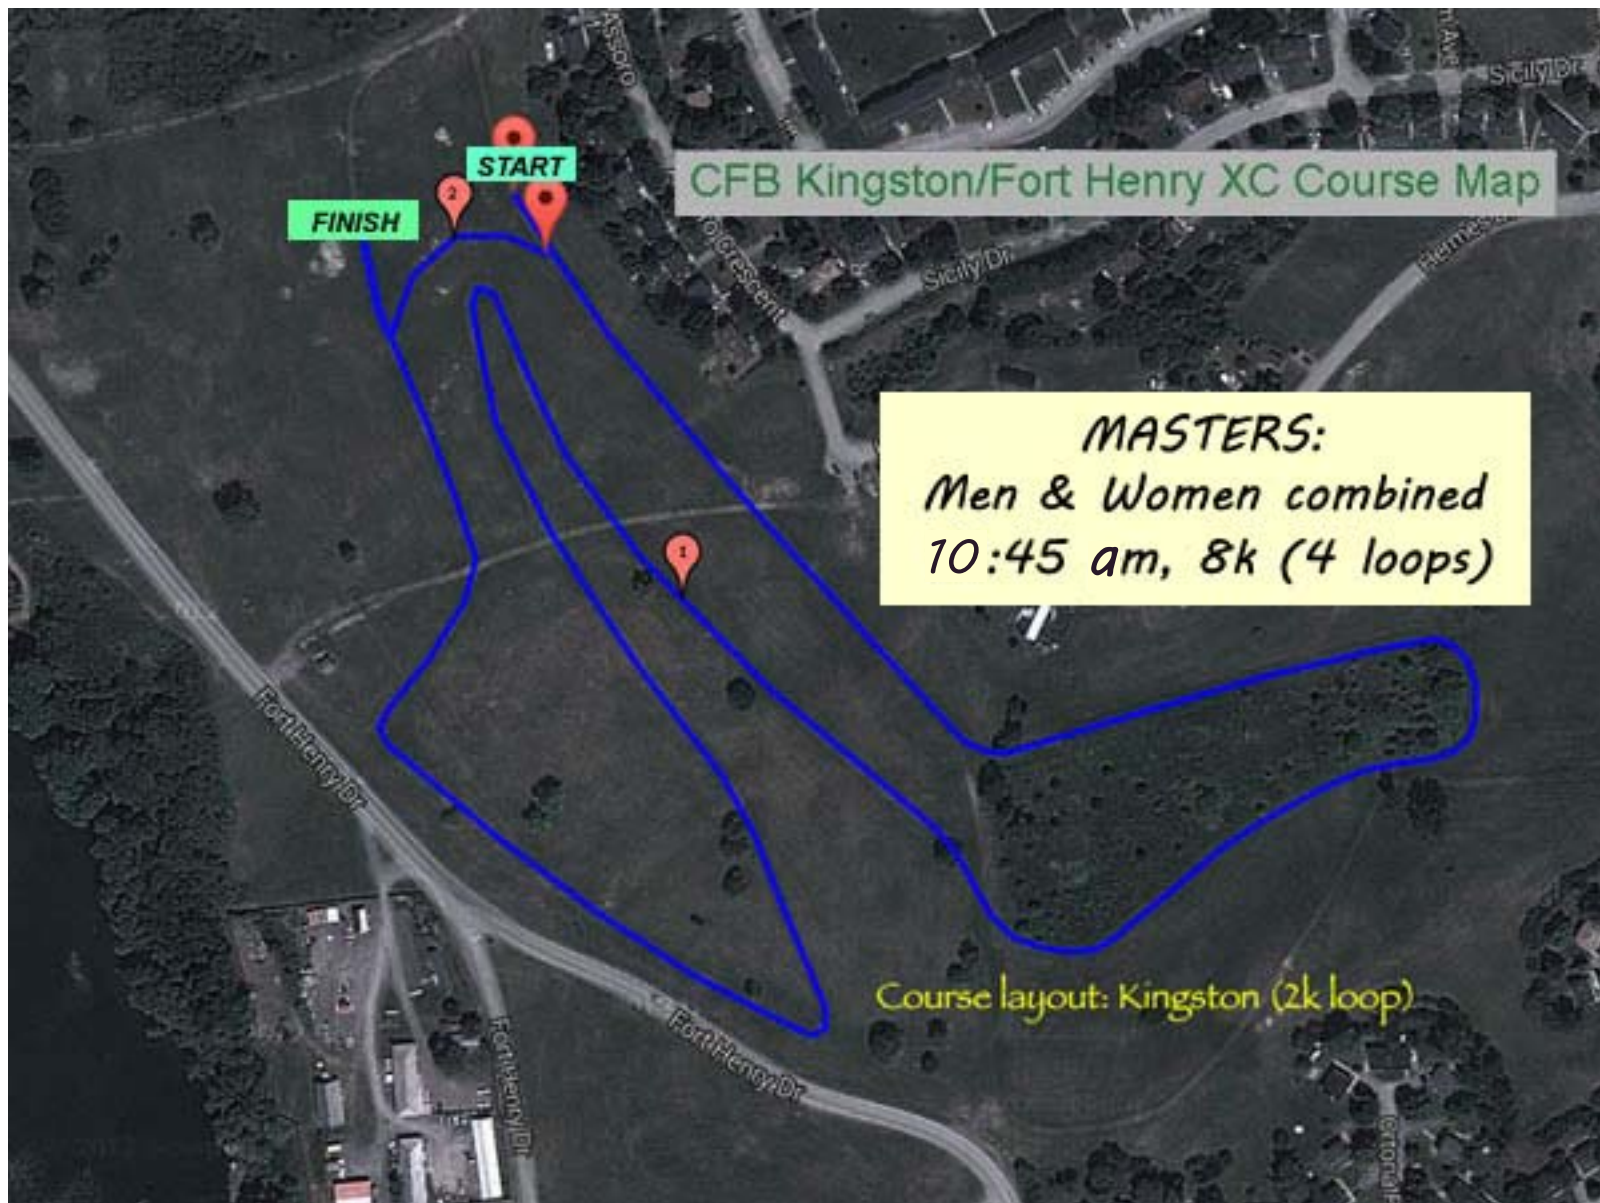 Assoro
Sicily Dr
START
2
CFB Kingston/Fort Henry XC Course Map
FINISH
crescent
Sicily Dr
MASTERS:
Men & Women combined
10:45 am, 8k (4 loops)
1
Fort Henry Dr
Course layout: Kingston (2k loop)
Fort Henry Dr
Fort Henry Dr